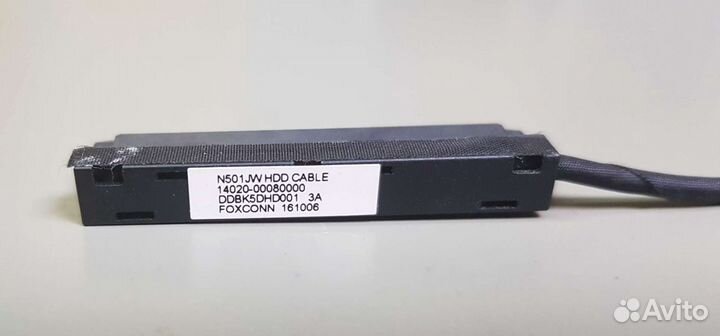 N501JW HDD CABLE
14020-00080000
DDBK5DHD001 3A
FOXCONN 161006
Avito